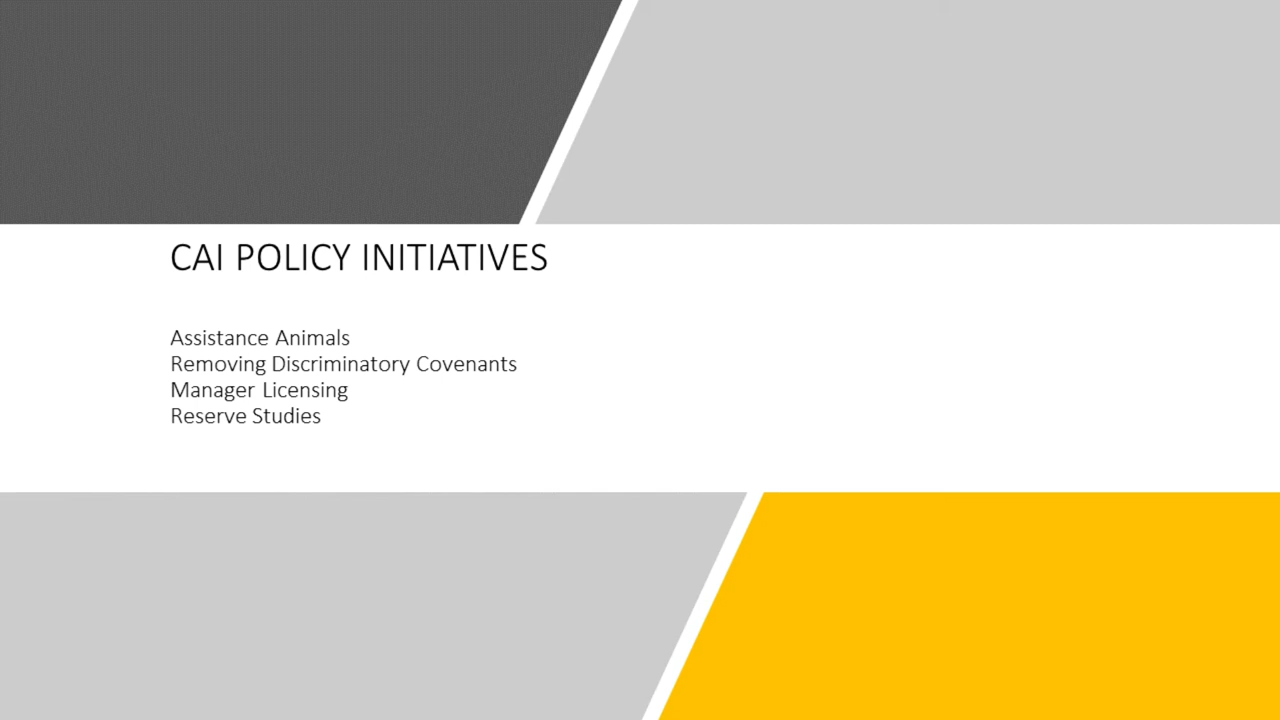 CAI POLICY INITIATIVES
Assistance Animals
Removing Discriminatory Covenants
Manager Licensing
Reserve Studies